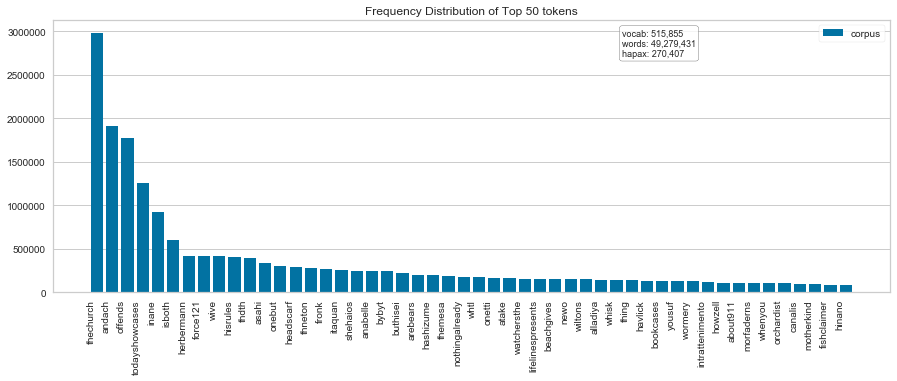 Frequency Distribution of Top 50 tokens
vocab: 515,855
words: 49,279,431
hapax: 270,407
corpus
3000000
2500000
2000000
1500000
1000000
500000
0
thechurch
andach
offends
todayshowcases
inane
isboth
herbermann
force121
wive
hisrules
thdth
asahi
onebut
headscarf
fnneton
fronk
itaquan
shehaios
anabelle
bybyt
buthisei
arebears
hashizume
themesa
nothingalready
whtl
onetti
atake
watchersthe
lifelinespresents
beachgives
newo
wiltons
alladiya
whisk
thing
havlick
bookcases
yousuf
wormery
intrattenimento
howzell
about911
morfaderns
whenyou
orchardist
canalis
motherkind
fishclaimer
hinano